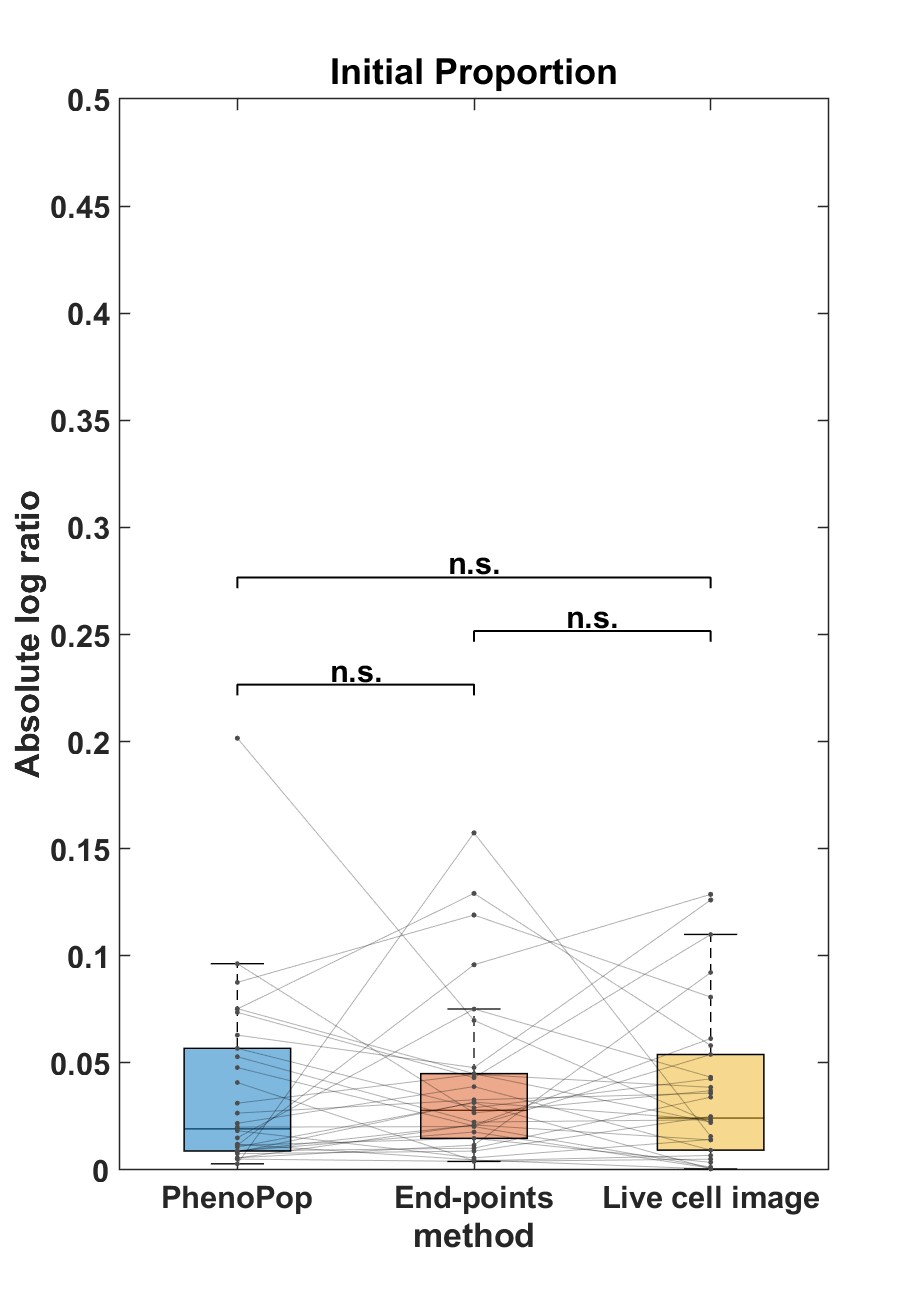 Initial Proportion
0.5
0.45
0.4
0.35
0.3
0.25
0.2
0.15
0.1
0.05
0
Absolute log ratio
n.s.
n.s.
n.s.
PhenoPop
End-points
Live cell image
method